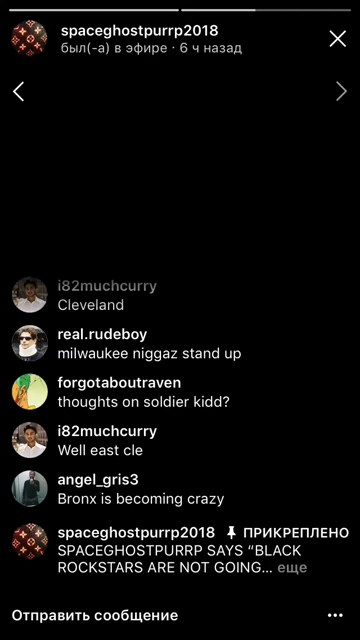 spaceghostpurrp2018
был(-а) в эфире · 6 ч назад
i82muchcurry
Cleveland
real.rudeboy
milwaukee niggaz stand up
forgotaboutraven
thoughts on soldier kidd?
i82muchcurry
Well east cle
angel_gris3
Bronx is becoming crazy
spaceghostpurrp2018 ПРИКРЕПЛЕНО
SPACEGHOSTPURRP SAYS “BLACK
ROCKSTARS ARE NOT GOING... еще
Отправить сообщение